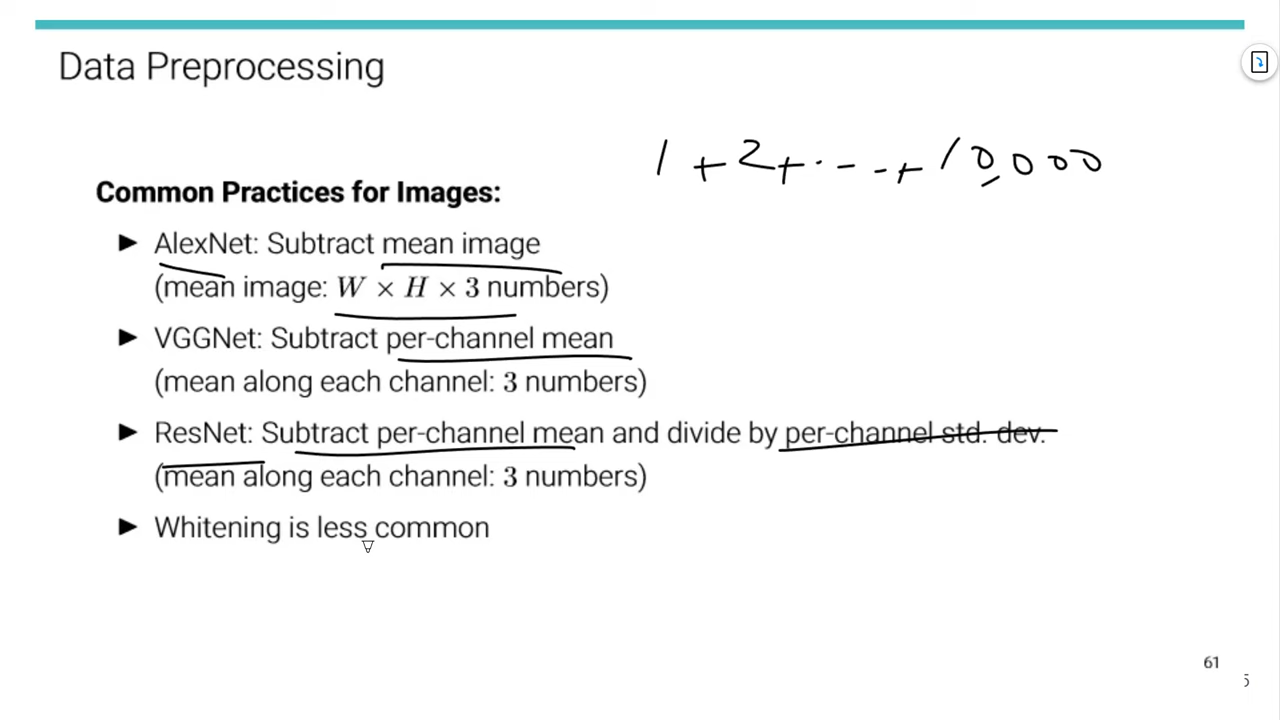 Data Preprocessing
1 + 2 + · - - + 10000
Common Practices for Images:
► AlexNet: Subtract mean image
(mean image: W × H × 3 numbers)
► VGGNet: Subtract per-channel mean
(mean along each channel: 3 numbers)
► ResNet: Subtract per-channel mean and divide by per-channel std. dev.
(mean along each channel: 3 numbers)
► Whitening is less common
61